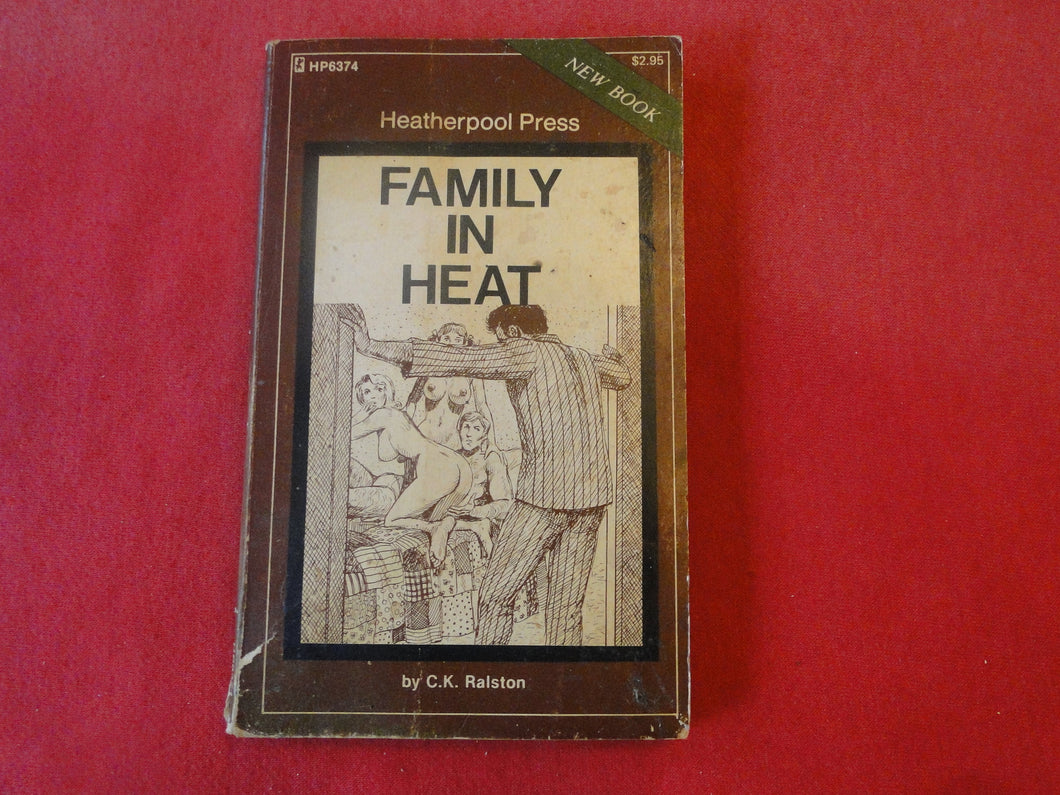 HP6374
$2.95
NEW BOOK
Heatherpool Press
FAMILY
IN
HEAT
by C.K. Ralston